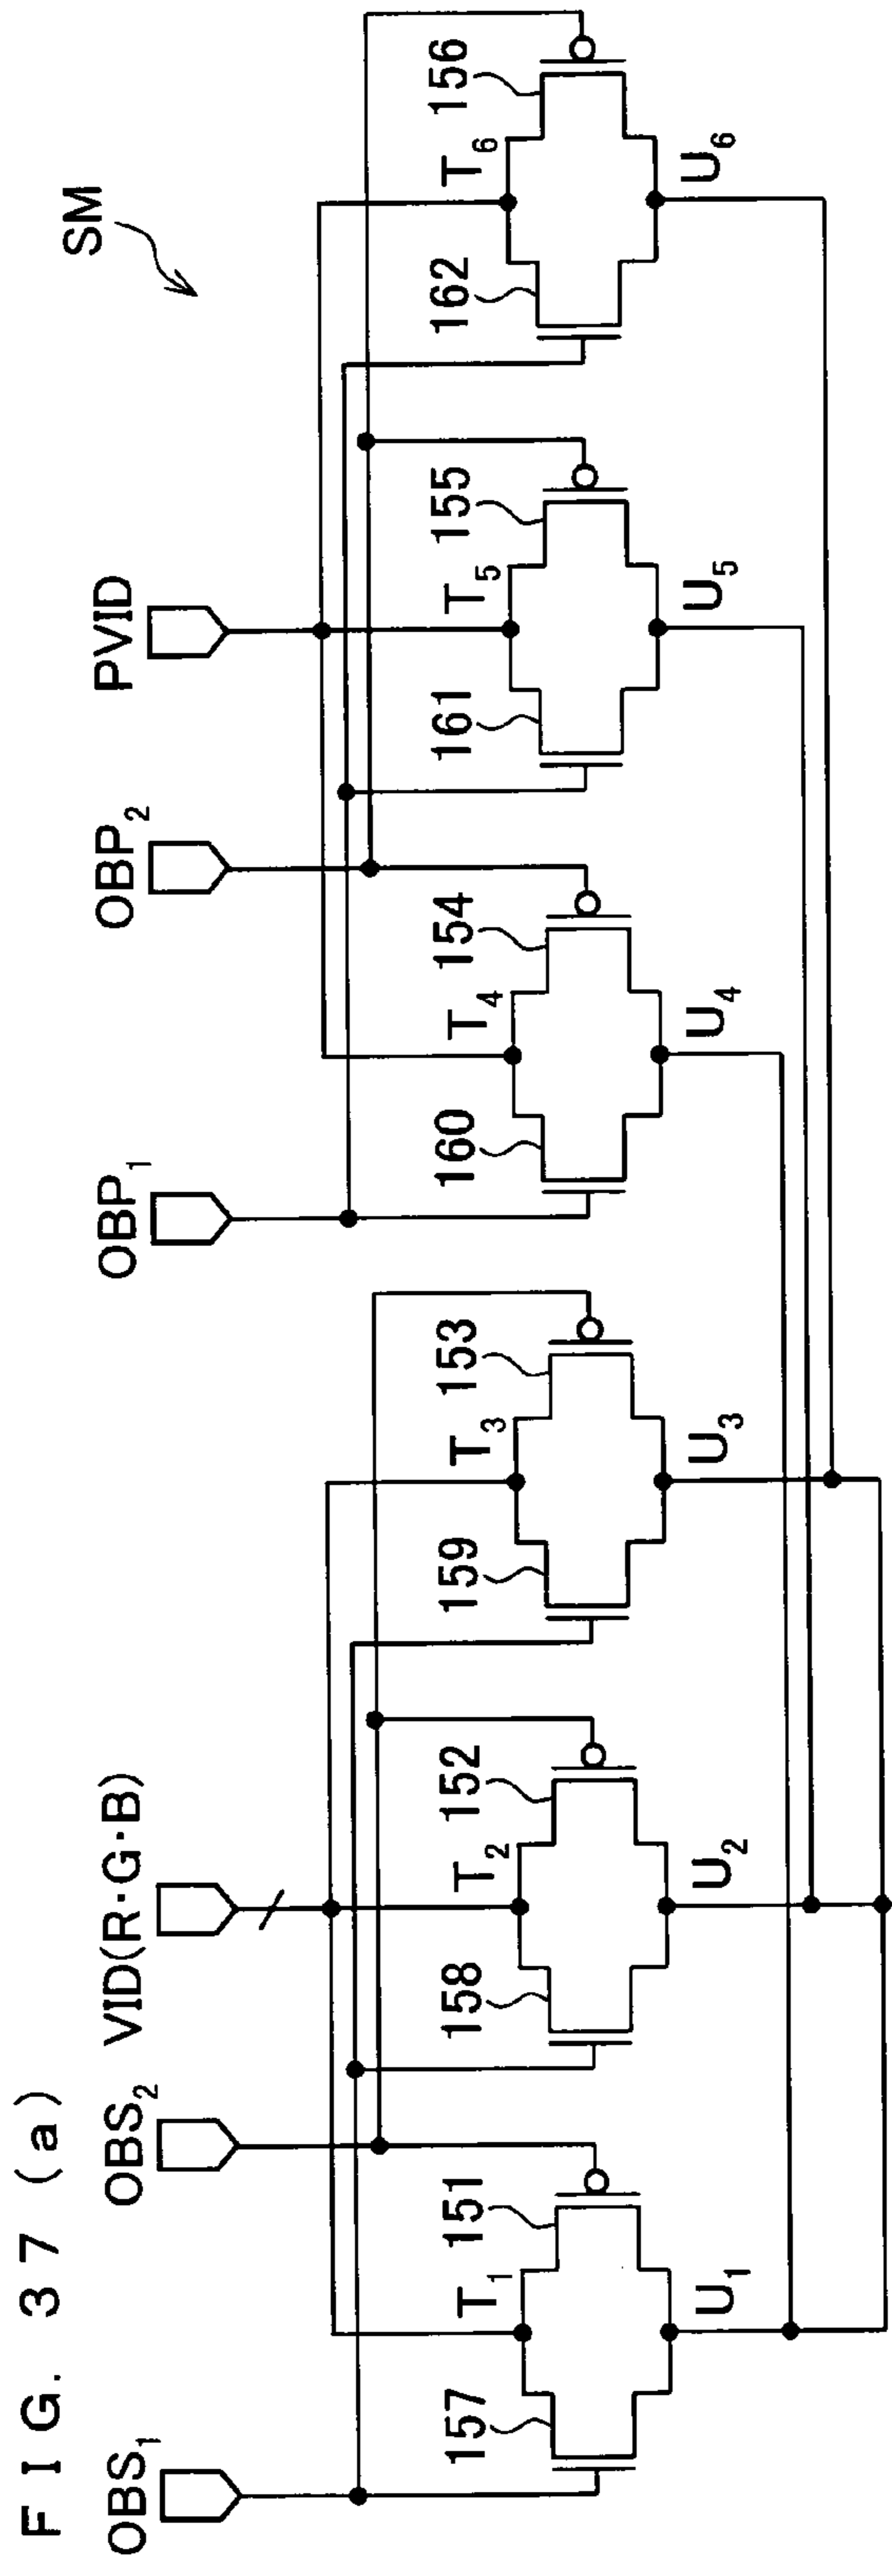 FIG. 37 (a)
SM
OBS1
OBS2
VID(R·G·B)
OBP1
OBP2
PVID
157
T1
151
158
T2
152
159
T3
153
160
T4
154
161
T5
155
162
T6
156
U1
U2
U3
U4
U5
U6